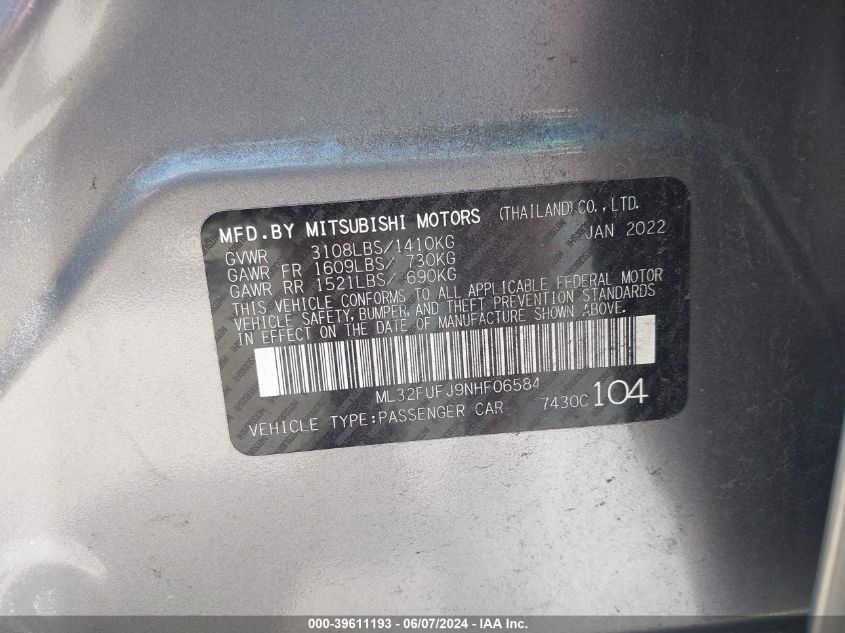 MFD.BY MITSUBISHI MOTORS (THAILAND) CO.,LTD.
GVWR 3108LBS/1410KG JAN 2022
GAWR FR 1609LBS/ 730KG
GAWR RR 1521LBS/ 690KG
THIS VEHICLE CONFORMS TO ALL APPLICABLE FEDERAL MOTOR
VEHICLE SAFETY, BUMPER, AND THEFT PREVENTION STANDARDS
IN EFFECT ON THE DATE OF MANUFACTURE SHOWN ABOVE.
ML32FUFJ9NHF06584
VEHICLE TYPE:PASSENGER CAR 7430C 104
000-39611193 - 06/07/2024 - IAA Inc.